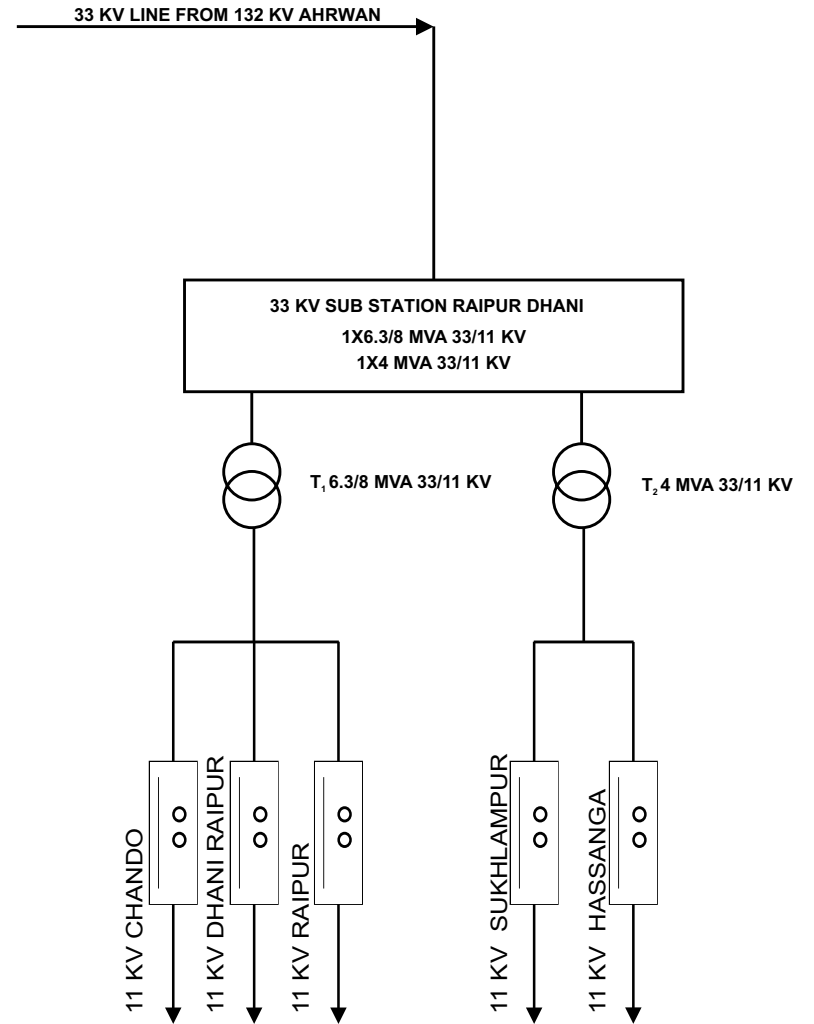 33 KV LINE FROM 132 KV AHRWAN
33 KV SUB STATION RAIPUR DHANI
1X6.3/8 MVA 33/11 KV
1X4 MVA 33/11 KV
T₁ 6.3/8 MVA 33/11 KV
T₂ 4 MVA 33/11 KV
11 KV CHANDO
11 KV DHANI RAIPUR
11 KV RAIPUR
11 KV SUKHLAMPUR
11 KV HASSANGA